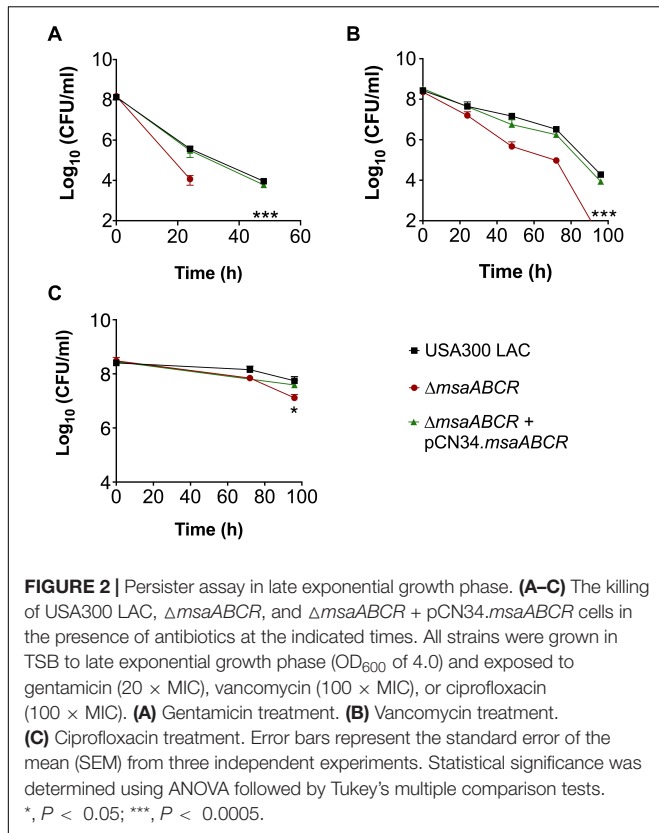 A
B
Log10 (CFU/ml)
10
8
6
4
2
0
20
40
60
***
Time (h)
Log10 (CFU/ml)
10
8
6
4
2
0
20
40
60
80
100
***
Time (h)
C
Log10 (CFU/ml)
10
8
6
4
0
20
40
60
80
100
*
Time (h)
USA300 LAC
ΔmsaABCR
ΔmsaABCR +
pCN34.msaABCR
FIGURE 2 | Persister assay in late exponential growth phase. (A–C) The killing
of USA300 LAC, ΔmsaABCR, and ΔmsaABCR + pCN34.msaABCR cells in
the presence of antibiotics at the indicated times. All strains were grown in
TSB to late exponential growth phase (OD600 of 4.0) and exposed to
gentamicin (20 × MIC), vancomycin (100 × MIC), or ciprofloxacin
(100 × MIC). (A) Gentamicin treatment. (B) Vancomycin treatment.
(C) Ciprofloxacin treatment. Error bars represent the standard error of the
mean (SEM) from three independent experiments. Statistical significance was
determined using ANOVA followed by Tukey's multiple comparison tests.
*, P < 0.05; ***, P < 0.0005.